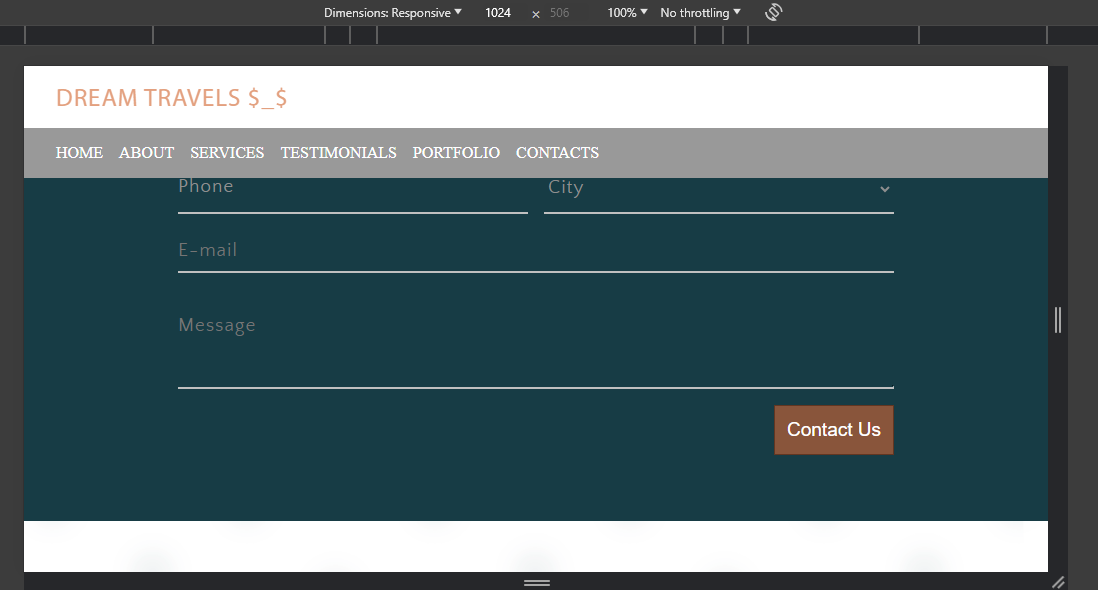 Dimensions: Responsive 1024 × 506 100% No throttling
DREAM TRAVELS $_$
HOME ABOUT SERVICES TESTIMONIALS PORTFOLIO CONTACTS
Phone City
E-mail
Message
Contact Us